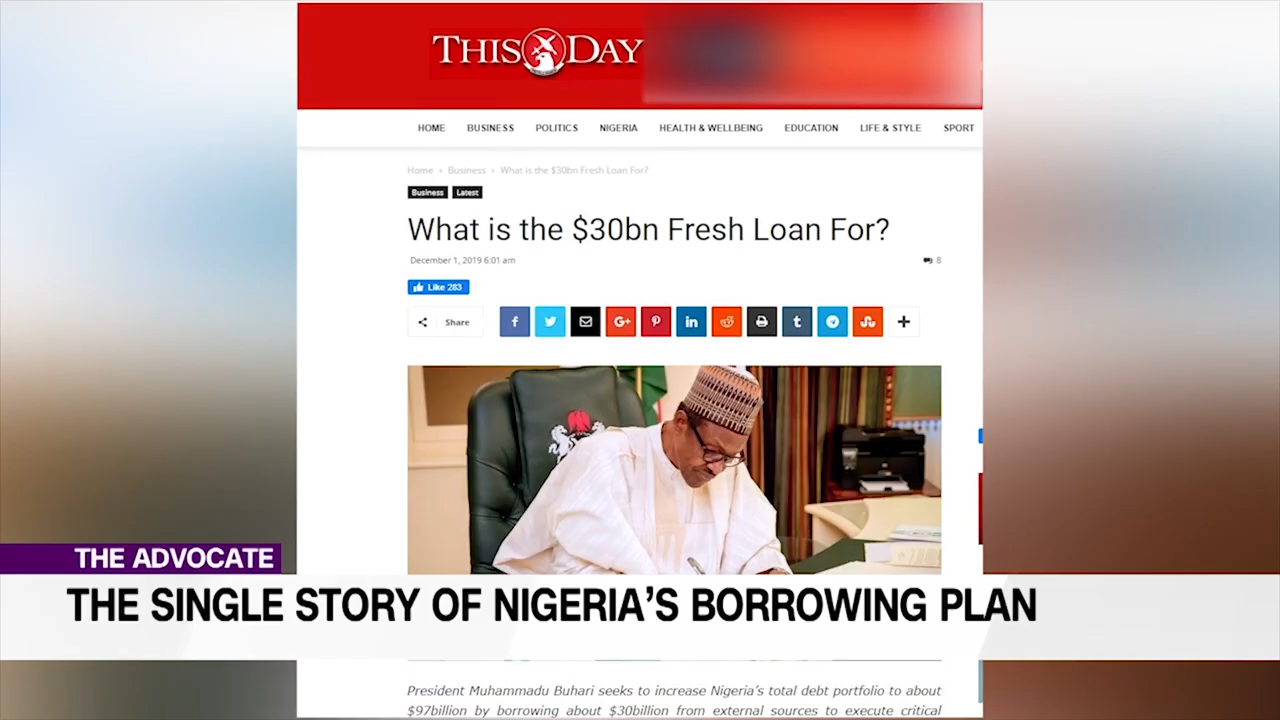 THISDAY
HOME BUSINESS POLITICS NIGERIA HEALTH & WELLBEING EDUCATION LIFE & STYLE SPORT
Home › Business › What is the $30bn Fresh Loan For?
Business Latest
What is the $30bn Fresh Loan For?
December 1, 2019 6:01 am 8
Like 283
Share
THE ADVOCATE
THE SINGLE STORY OF NIGERIA'S BORROWING PLAN
President Muhammadu Buhari seeks to increase Nigeria's total debt portfolio to about
$97billion by borrowing about $30billion from external sources to execute critical